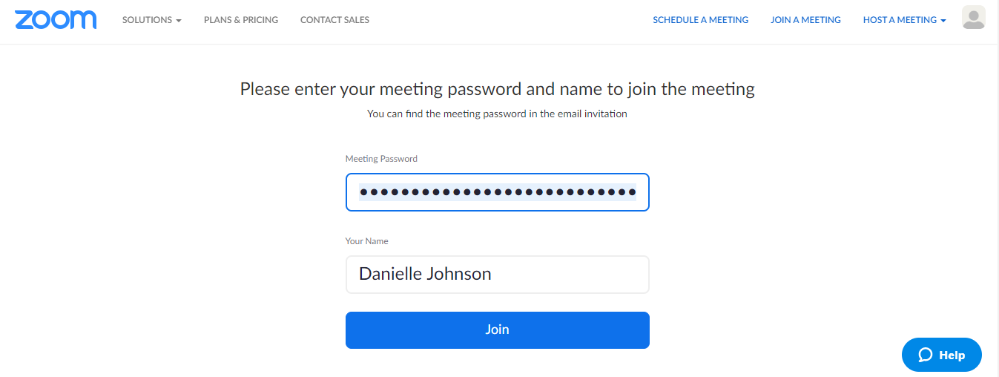 zoom SOLUTIONS PLANS & PRICING CONTACT SALES SCHEDULE A MEETING JOIN A MEETING HOST A MEETING
Please enter your meeting password and name to join the meeting
You can find the meeting password in the email invitation
Meeting Password
•••••••••••••••••••••••••••
Your Name
Danielle Johnson
Join
Help